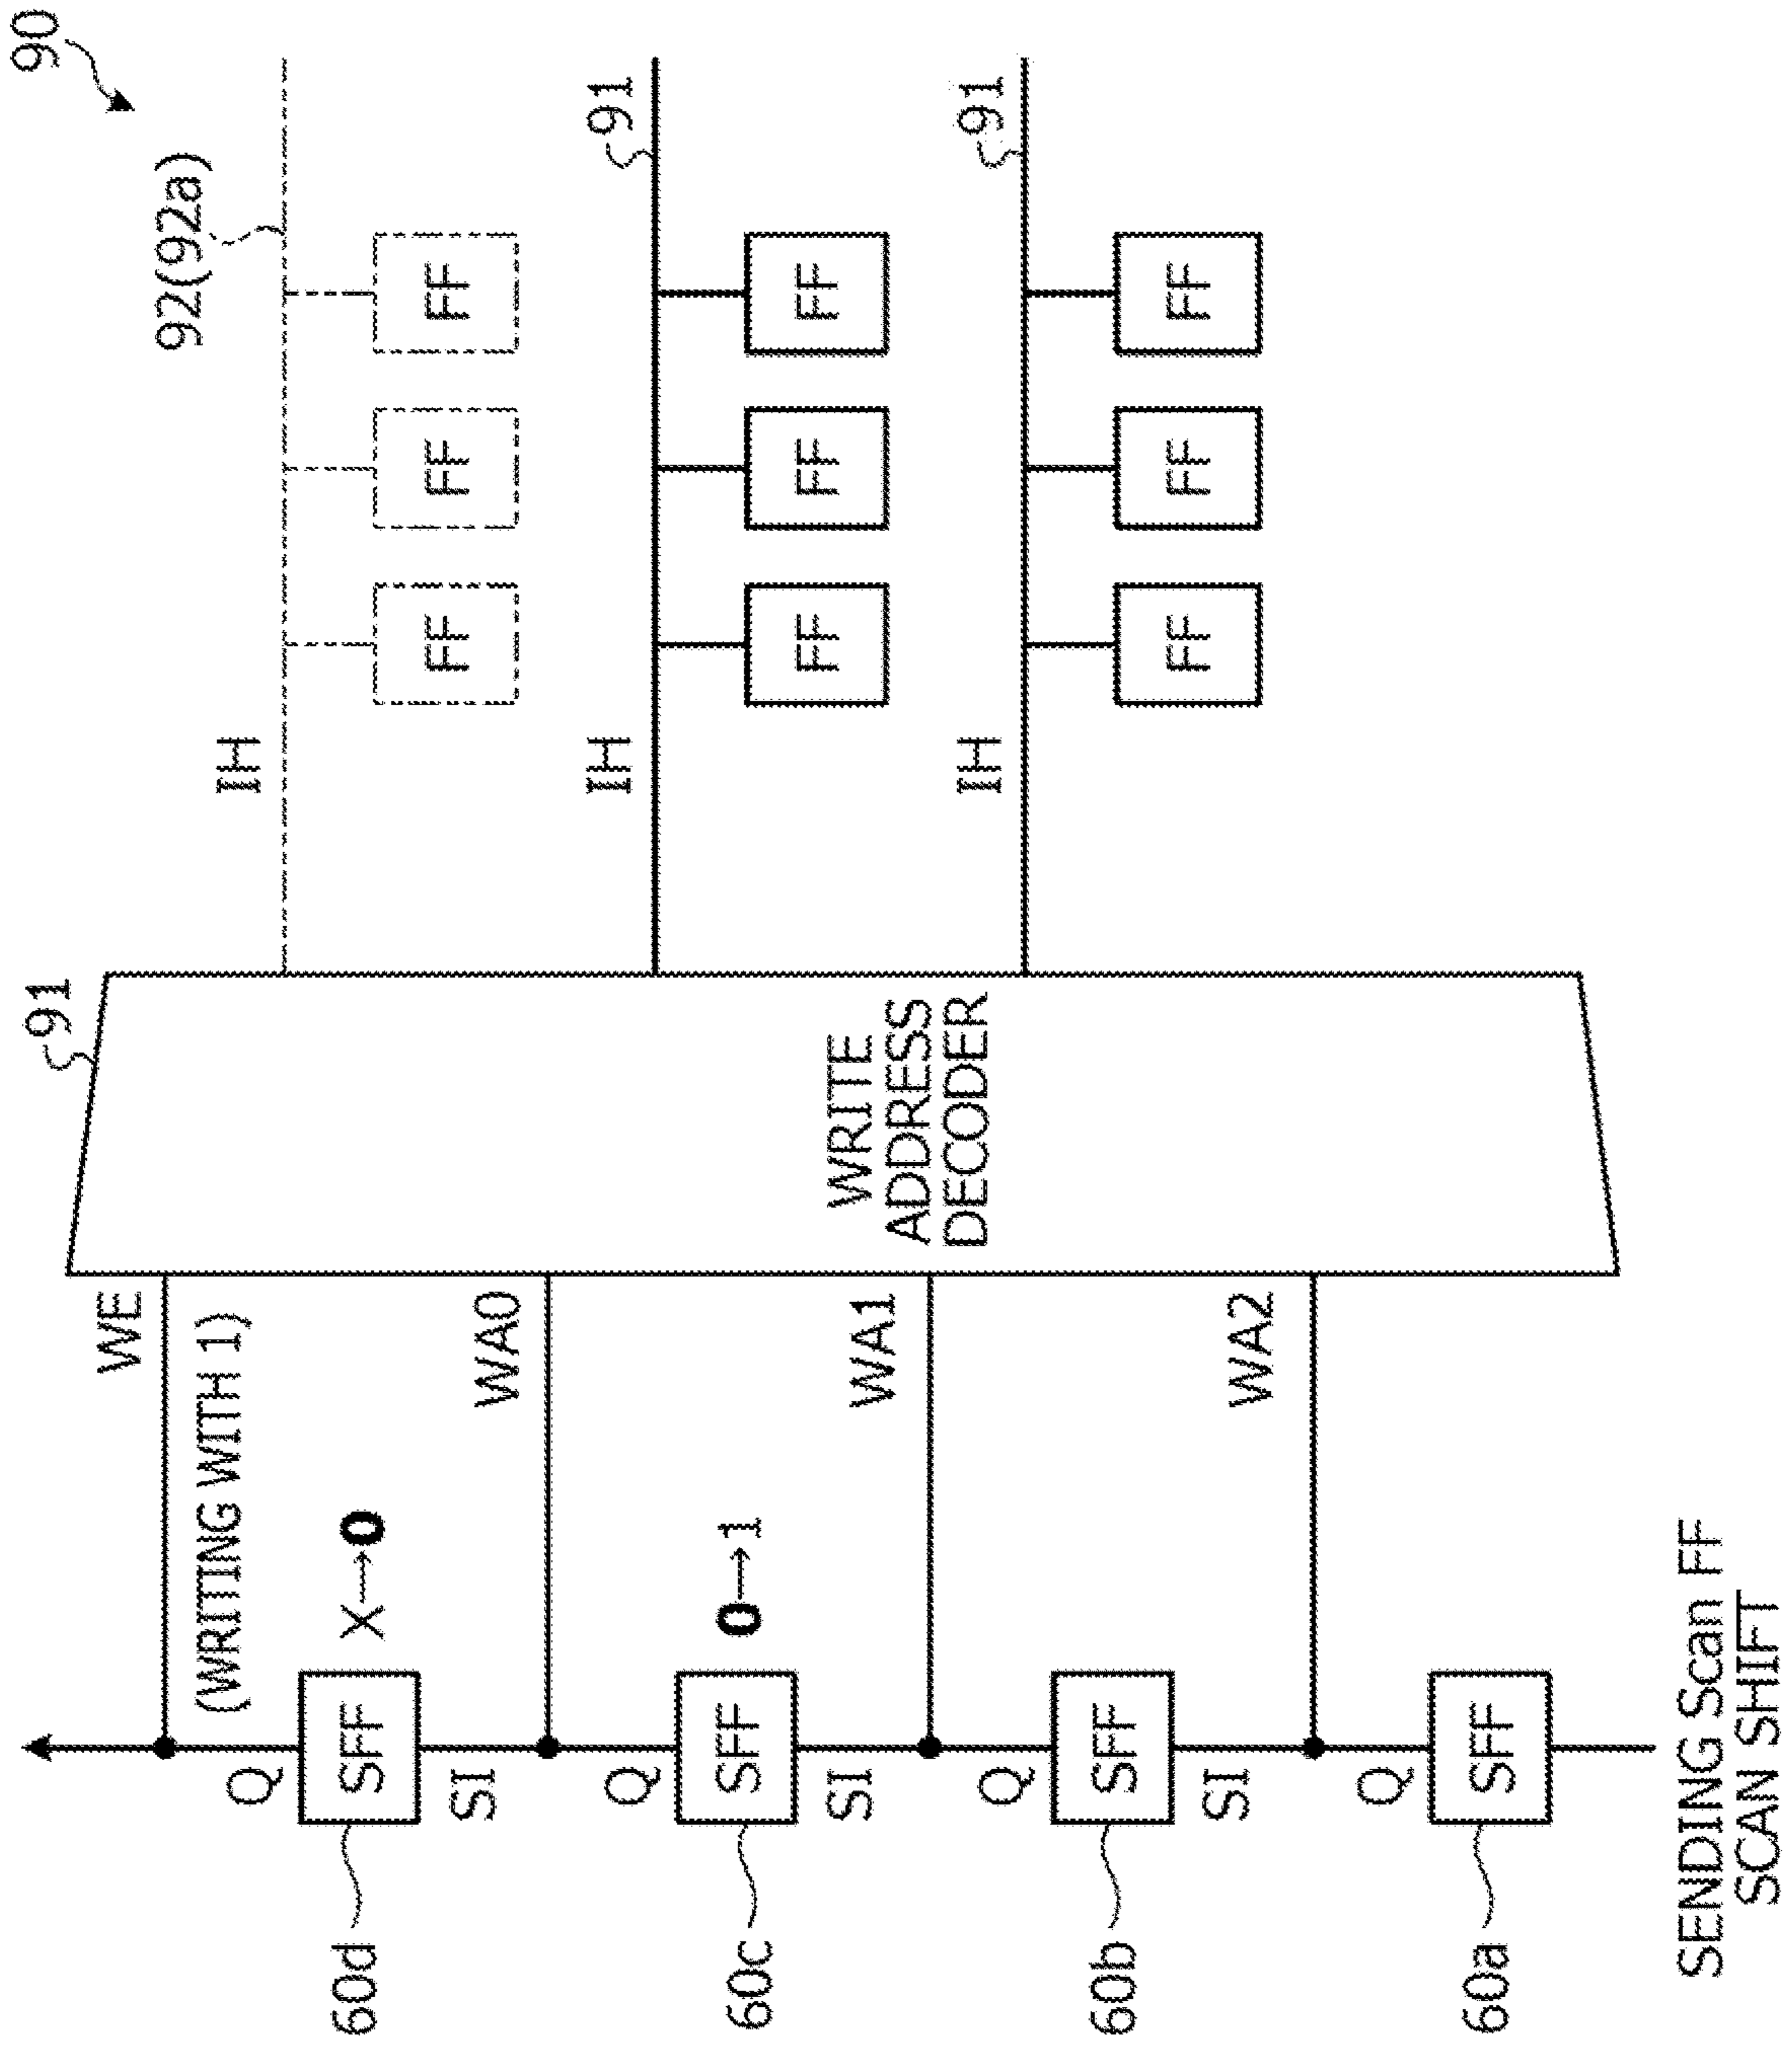 90
92(92a)
91
91
FF
FF
FF
FF
FF
FF
FF
FF
FF
IH
IH
IH
91
WRITE
ADDRESS
DECODER
WE
(WRITING WITH 1)
WA0
WA1
WA2
X→0
0→1
Q
SFF
SI
Q
SFF
SI
Q
SFF
SI
Q
SFF
60d
60c
60b
60a
SENDING Scan FF
SCAN SHIFT